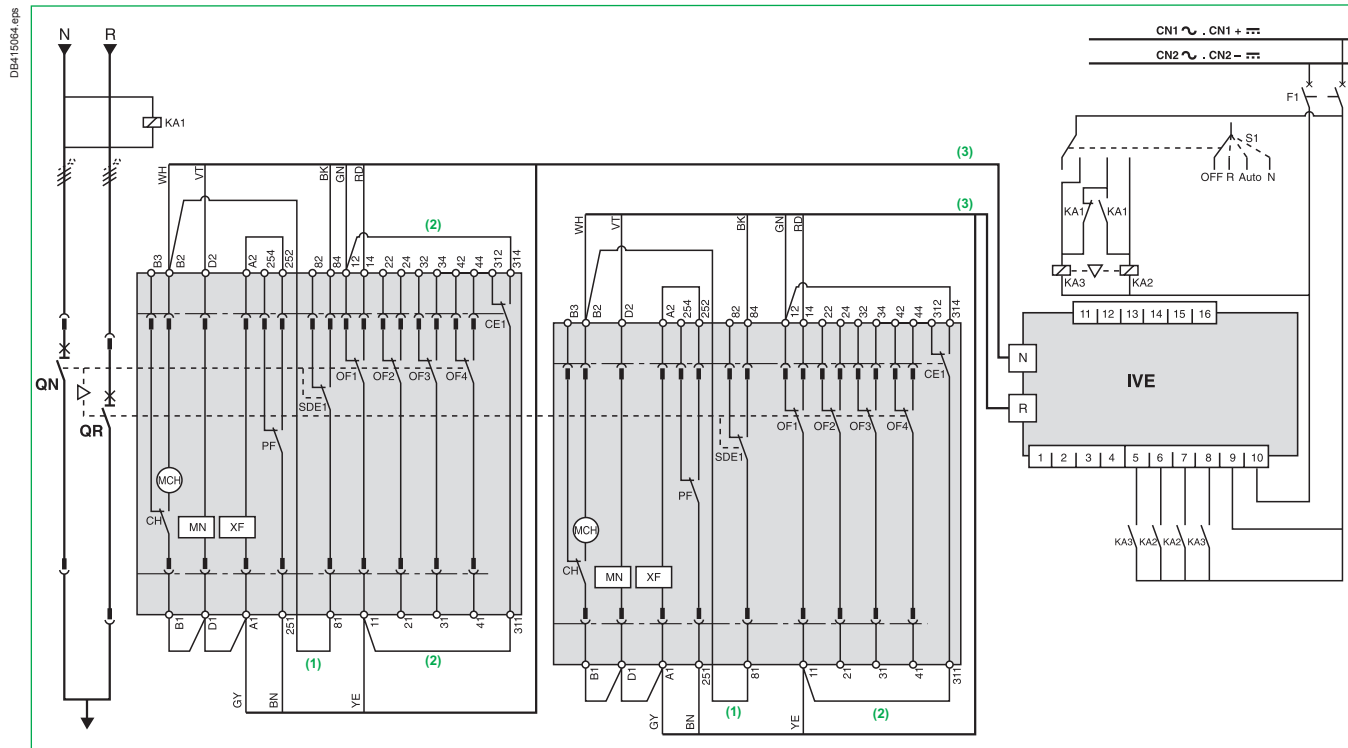 DB415064.eps
N R
KA1
CN1 ∿ . CN1 + ⎓
CN2 ∿ . CN2 – ⎓
F1
S1
OFF R Auto N
KA1 KA1
KA3 KA2
(3)
WH VT BK GN RD
(2)
B3 B2 D2 A2 254 252 82 84 12 14 22 24 32 34 42 44 312 314
CE1
OF1 OF2 OF3 OF4
SDE1
PF
MCH
CH
MN XF
B1 D1 A1 251 81 11 21 31 41 311
(1) (2)
GY BN YE
QN
QR
(3)
WH VT BK GN RD
B3 B2 D2 A2 254 252 82 84 12 14 22 24 32 34 42 44 312 314
CE1
OF1 OF2 OF3 OF4
SDE1
PF
MCH
CH
MN XF
B1 D1 A1 251 81 11 21 31 41 311
(1) (2)
GY BN YE
11 12 13 14 15 16
N
IVE
R
1 2 3 4 5 6 7 8 9 10
KA3 KA2 KA2 KA3